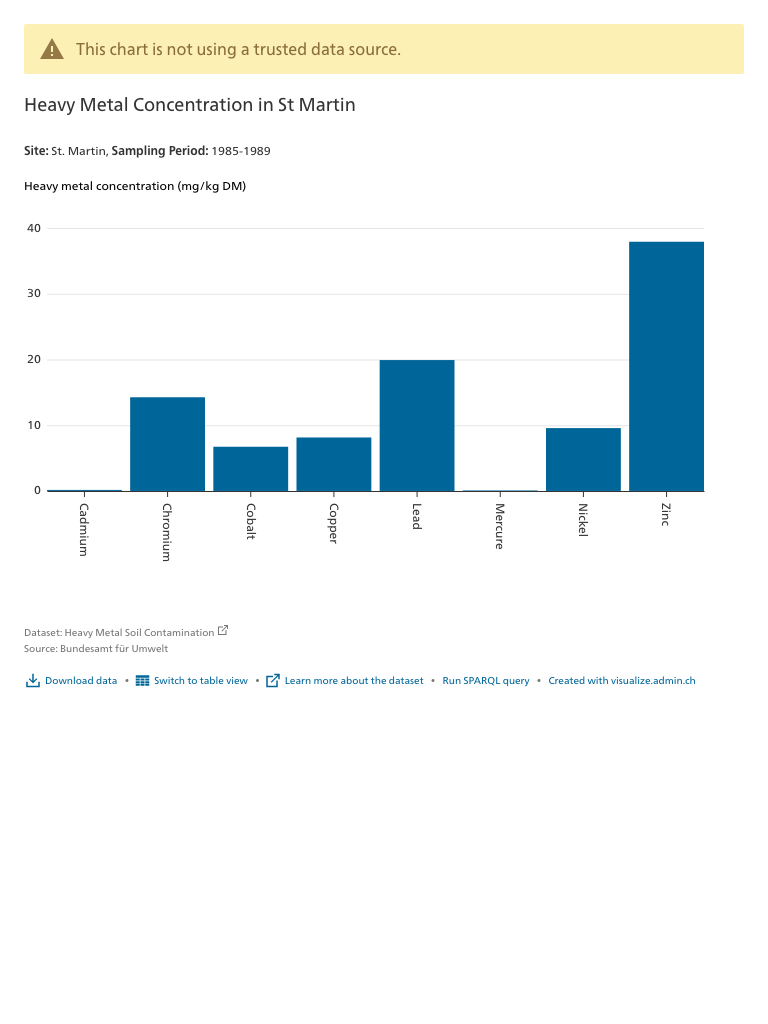 This chart is not using a trusted data source.
Heavy Metal Concentration in St Martin
Site: St. Martin, Sampling Period: 1985-1989
Heavy metal concentration (mg/kg DM)
40
30
20
10
0
Cadmium
Chromium
Cobalt
Copper
Lead
Mercure
Nickel
Zinc
Dataset: Heavy Metal Soil Contamination
Source: Bundesamt für Umwelt
Download data • Switch to table view • Learn more about the dataset • Run SPARQL query • Created with visualize.admin.ch